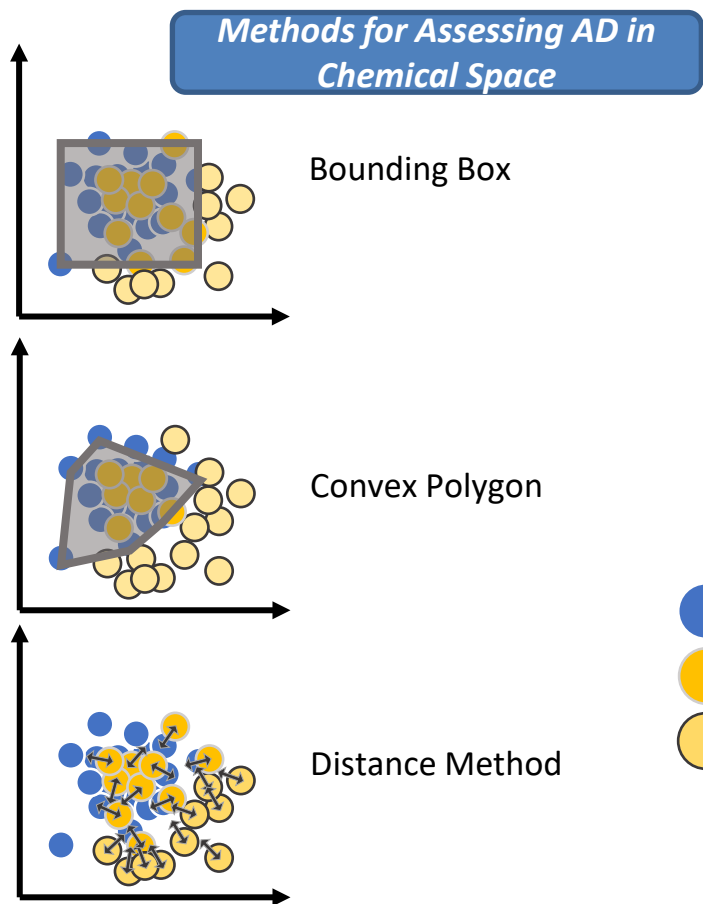 Methods for Assessing AD in
Chemical Space
Bounding Box
Convex Polygon
Distance Method